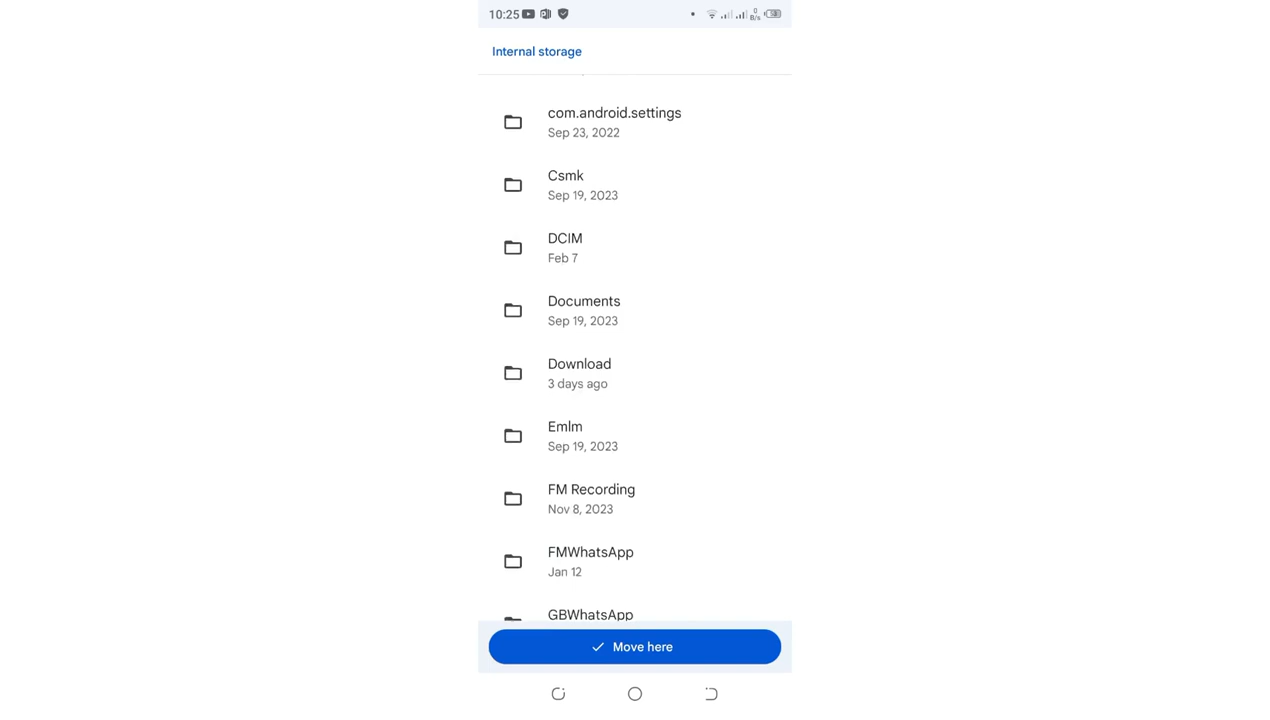 10:25
0
B/s
53
Internal storage
com.android.settings
Sep 23, 2022
Csmk
Sep 19, 2023
DCIM
Feb 7
Documents
Sep 19, 2023
Download
3 days ago
Emlm
Sep 19, 2023
FM Recording
Nov 8, 2023
FMWhatsApp
Jan 12
GBWhatsApp
Move here